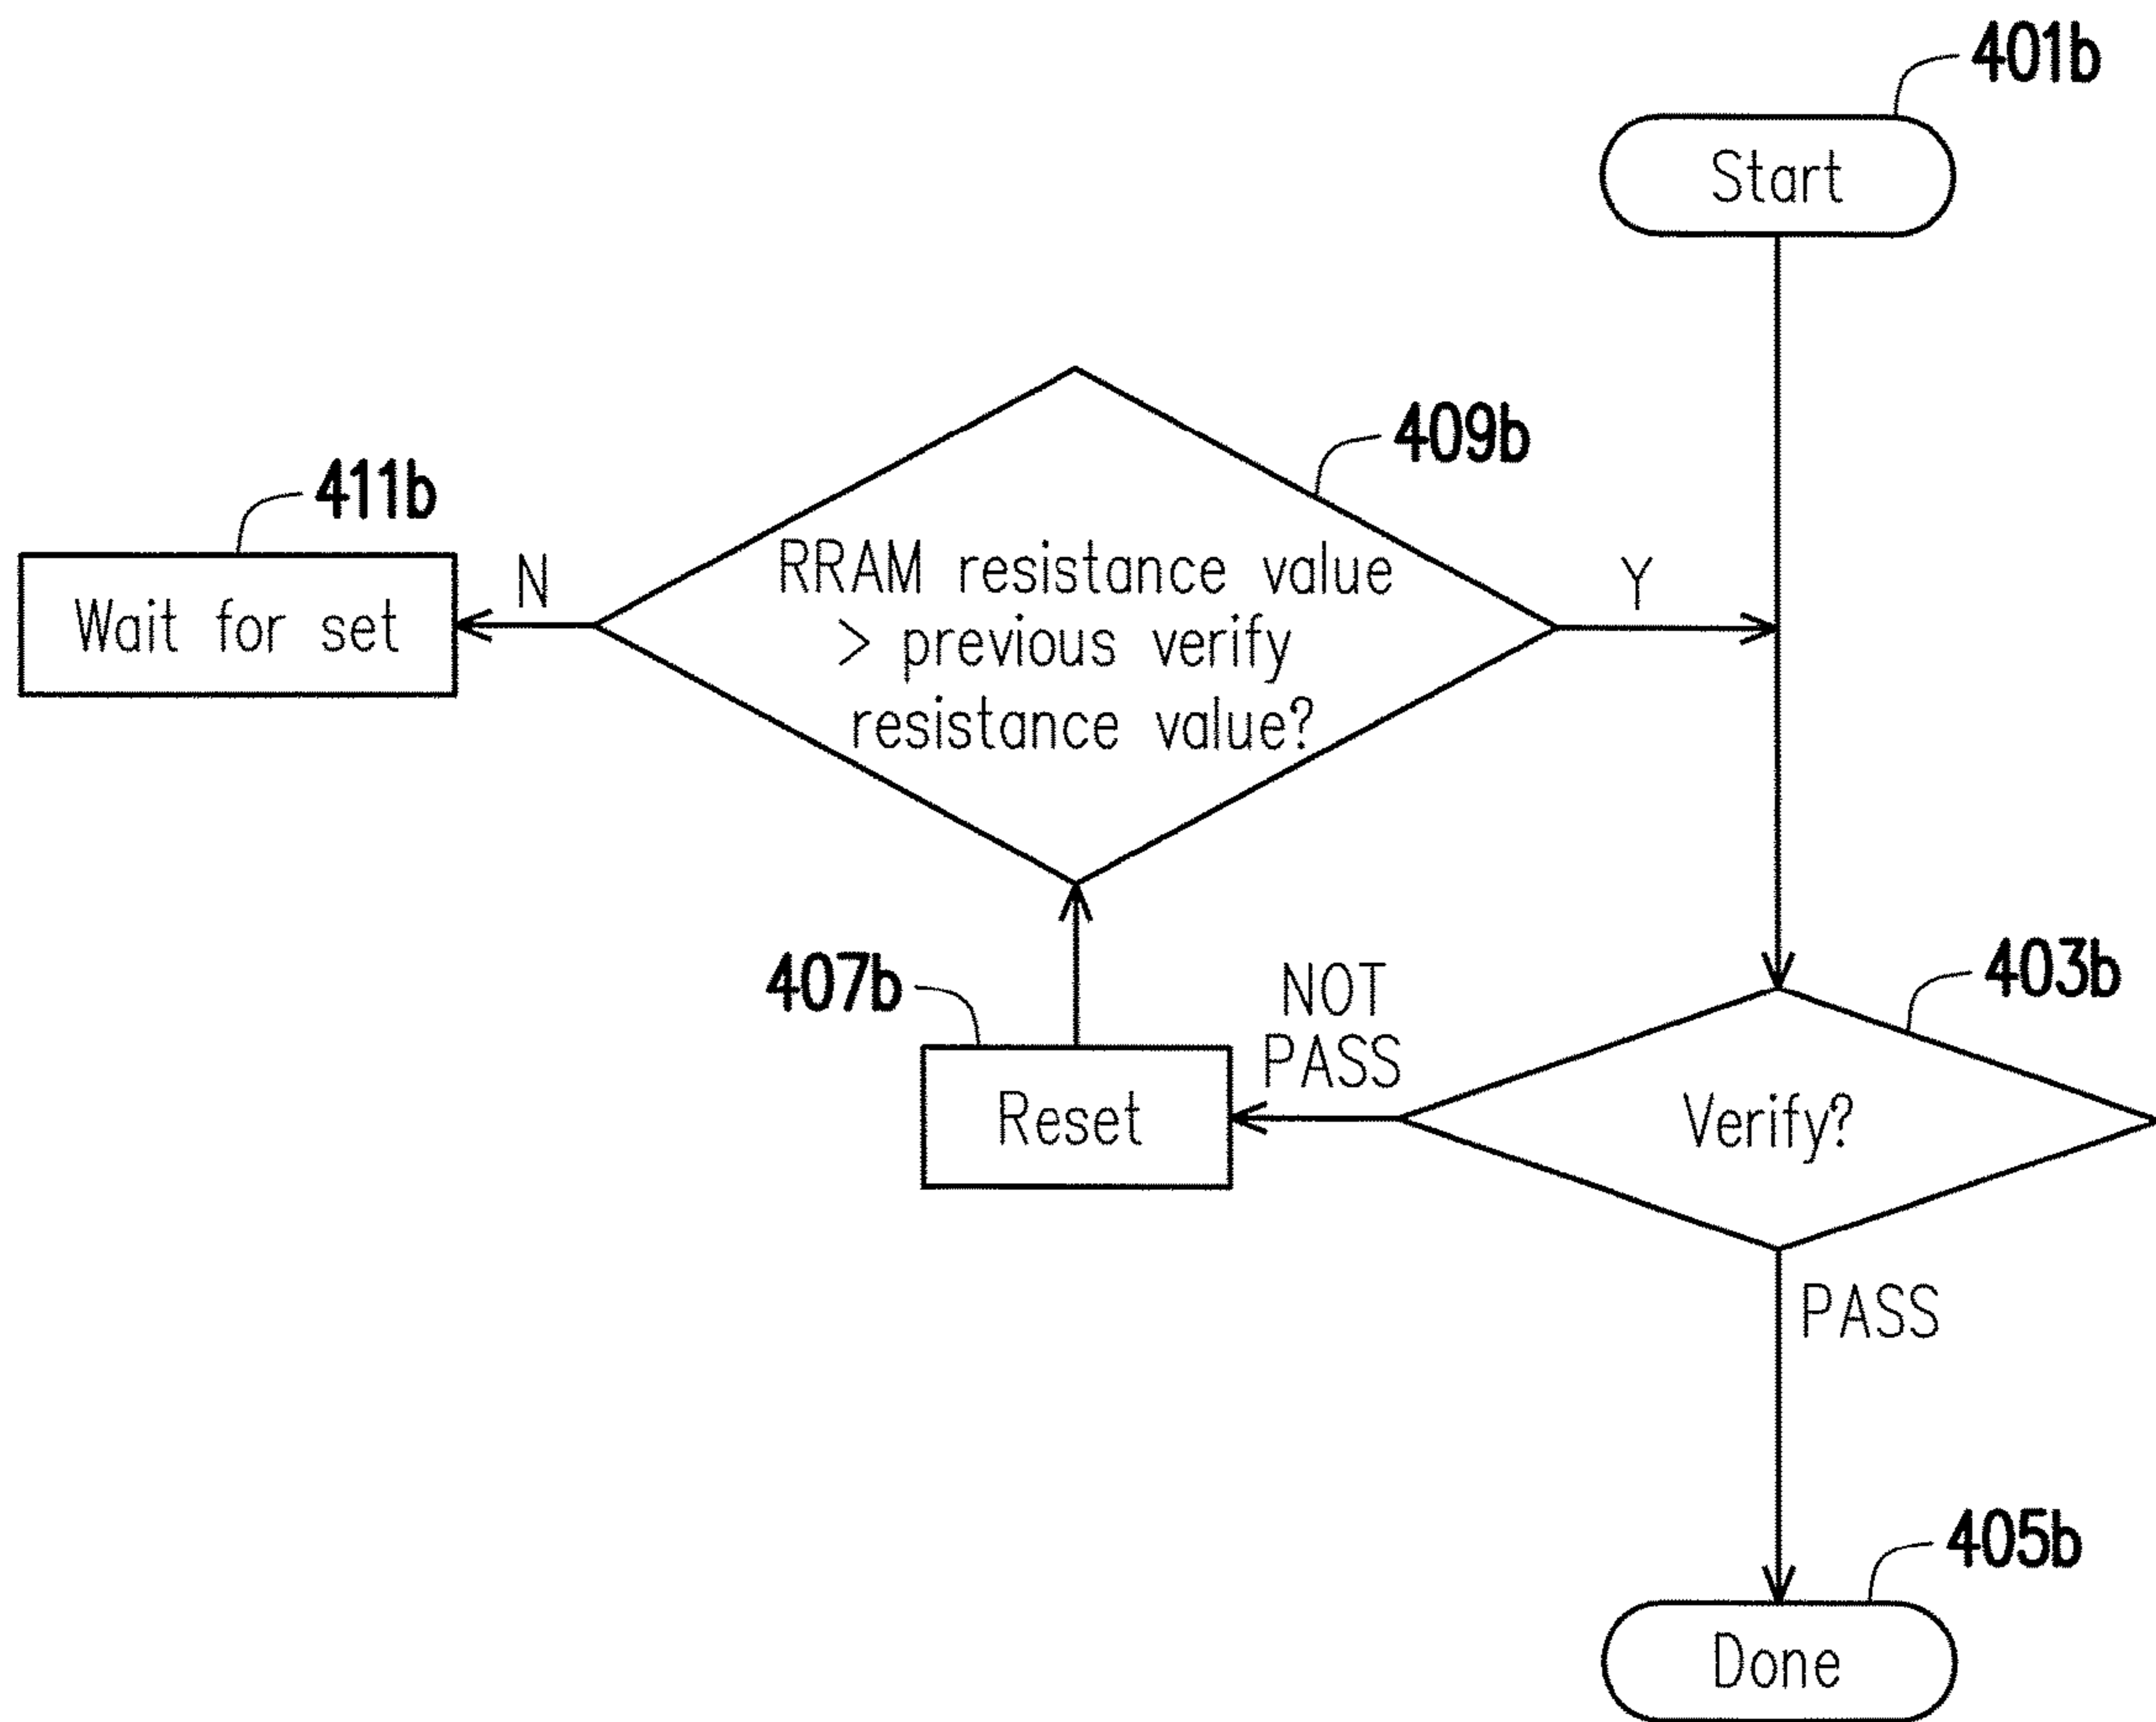 401b
Start
409b
411b
RRAM resistance value
> previous verify
resistance value?
N
Y
Wait for set
403b
407b
NOT
PASS
Reset
Verify?
PASS
405b
Done